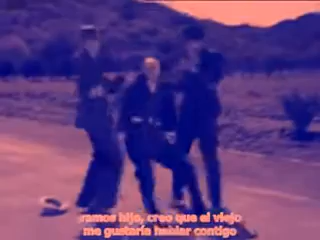 ramos hijo, creo que el viejo
me gustaría hablar contigo